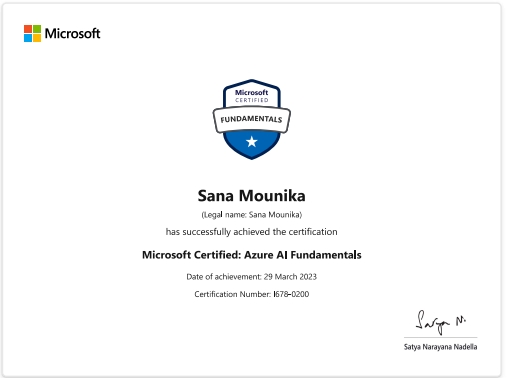 Microsoft
Microsoft
CERTIFIED
FUNDAMENTALS
Sana Mounika
(Legal name: Sana Mounika)
has successfully achieved the certification
Microsoft Certified: Azure AI Fundamentals
Date of achievement: 29 March 2023
Certification Number: I678-0200
Satya N.
Satya Narayana Nadella